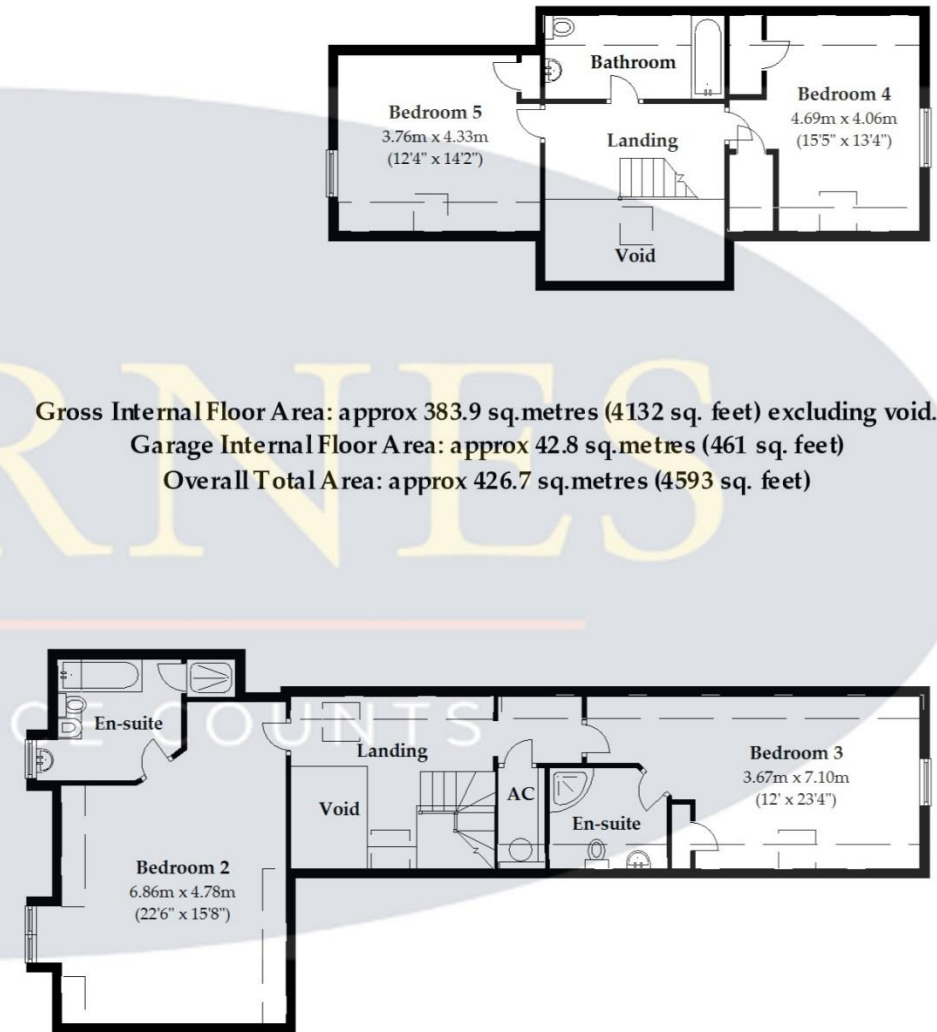 Bathroom
Bedroom 5
3.76m x 4.33m
(12'4" x 14'2")
Bedroom 4
4.69m x 4.06m
(15'5" x 13'4")
Landing
Void
RNES
Gross Internal Floor Area: approx 383.9 sq.metres (4132 sq. feet) excluding void.
Garage Internal Floor Area: approx 42.8 sq.metres (461 sq. feet)
Overall Total Area: approx 426.7 sq.metres (4593 sq. feet)
CE COUNTS
En-suite
Landing
Bedroom 3
3.67m x 7.10m
(12' x 23'4")
Void
AC
En-suite
Bedroom 2
6.86m x 4.78m
(22'6" x 15'8")